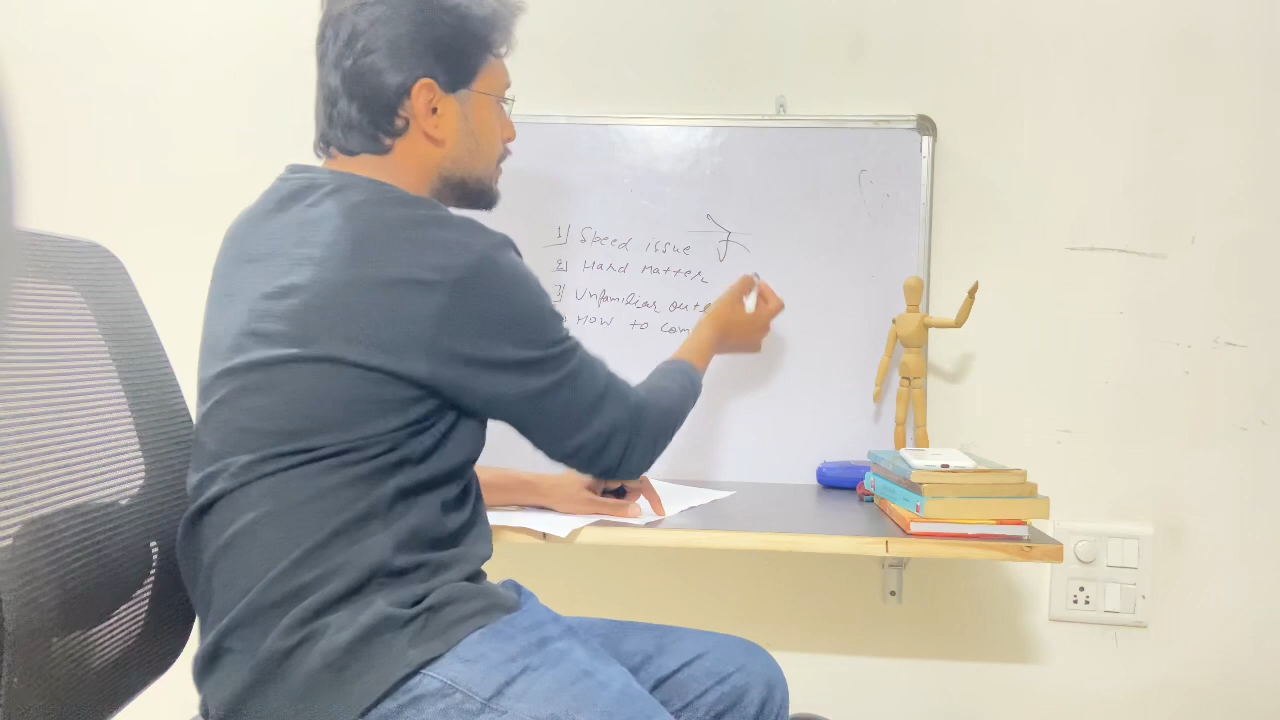 1] Speed issue
2] Hard Matter
3] Unfamiliar
How to